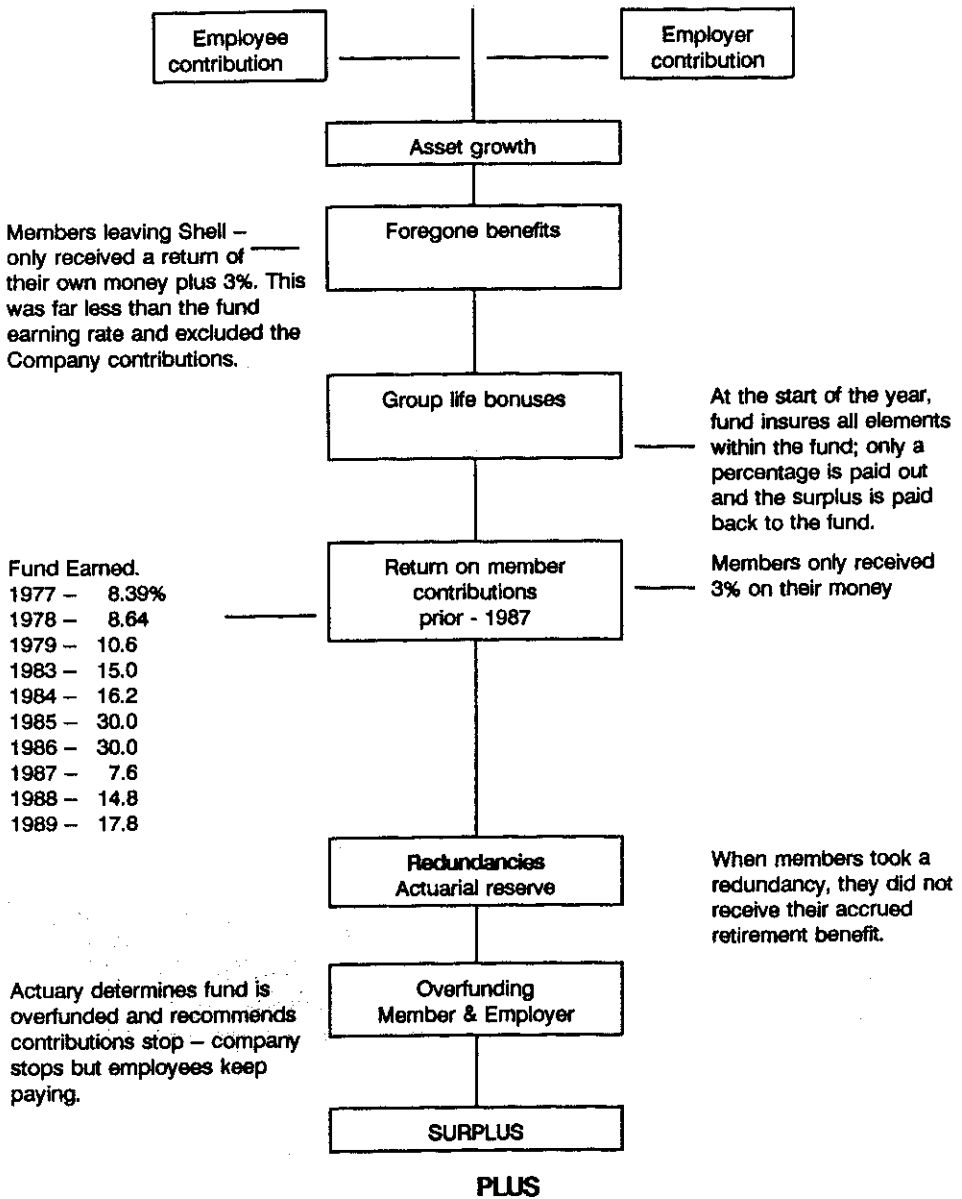 Employee
contribution
Employer
contribution
Asset growth
Members leaving Shell –
only received a return of
their own money plus 3%. This
was far less than the fund
earning rate and excluded the
Company contributions.
Foregone benefits
Group life bonuses
At the start of the year,
fund insures all elements
within the fund; only a
percentage is paid out
and the surplus is paid
back to the fund.
Fund Earned.
1977 – 8.39%
1978 – 8.64
1979 – 10.6
1983 – 15.0
1984 – 16.2
1985 – 30.0
1986 – 30.0
1987 – 7.6
1988 – 14.8
1989 – 17.8
Return on member
contributions
prior - 1987
Members only received
3% on their money
Redundancies
Actuarial reserve
When members took a
redundancy, they did not
receive their accrued
retirement benefit.
Actuary determines fund is
overfunded and recommends
contributions stop – company
stops but employees keep
paying.
Overfunding
Member & Employer
SURPLUS
PLUS